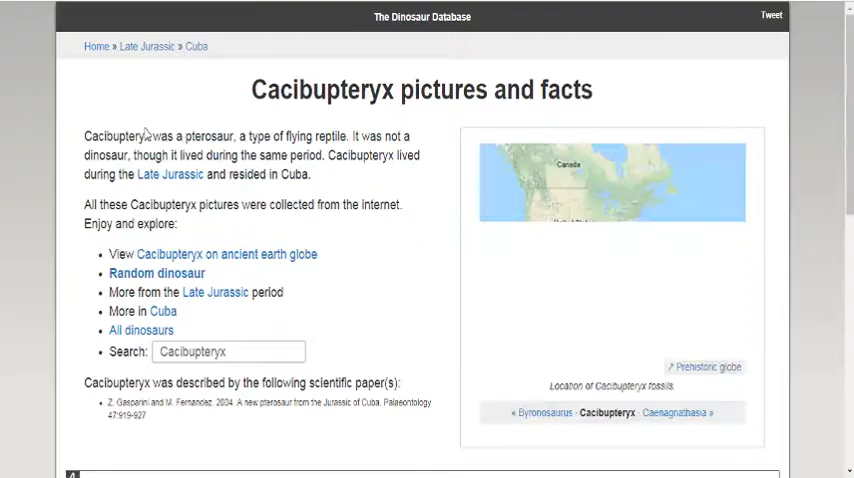 The Dinosaur Database
Tweet
Home » Late Jurassic » Cuba
Cacibupteryx pictures and facts
Cacibupteryx was a pterosaur, a type of flying reptile. It was not a
dinosaur, though it lived during the same period. Cacibupteryx lived
during the Late Jurassic and resided in Cuba.
All these Cacibupteryx pictures were collected from the internet.
Enjoy and explore:
• View Cacibupteryx on ancient earth globe
• Random dinosaur
• More from the Late Jurassic period
• More in Cuba
• All dinosaurs
• Search: Cacibupteryx
Cacibupteryx was described by the following scientific paper(s):
• Z. Gasparini and M. Fernandez. 2004. A new pterosaur from the Jurassic of Cuba. Palaeontology
47:919-927
Canada
Prehistoric globe
Location of Cacibupteryx fossils.
« Byronosaurus · Cacibupteryx · Caenagnathasia »